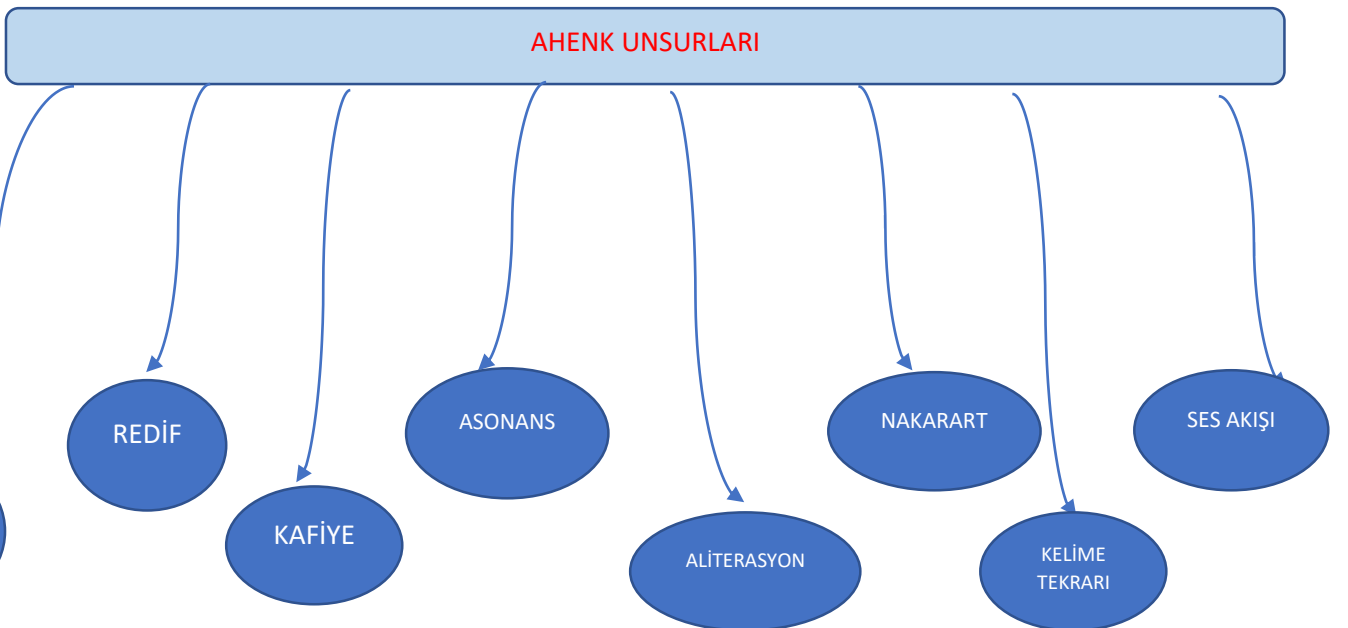 AHENK UNSURLARI
REDİF
KAFİYE
ASONANS
ALİTERASYON
NAKARART
KELİME
TEKRARI
SES AKIŞI